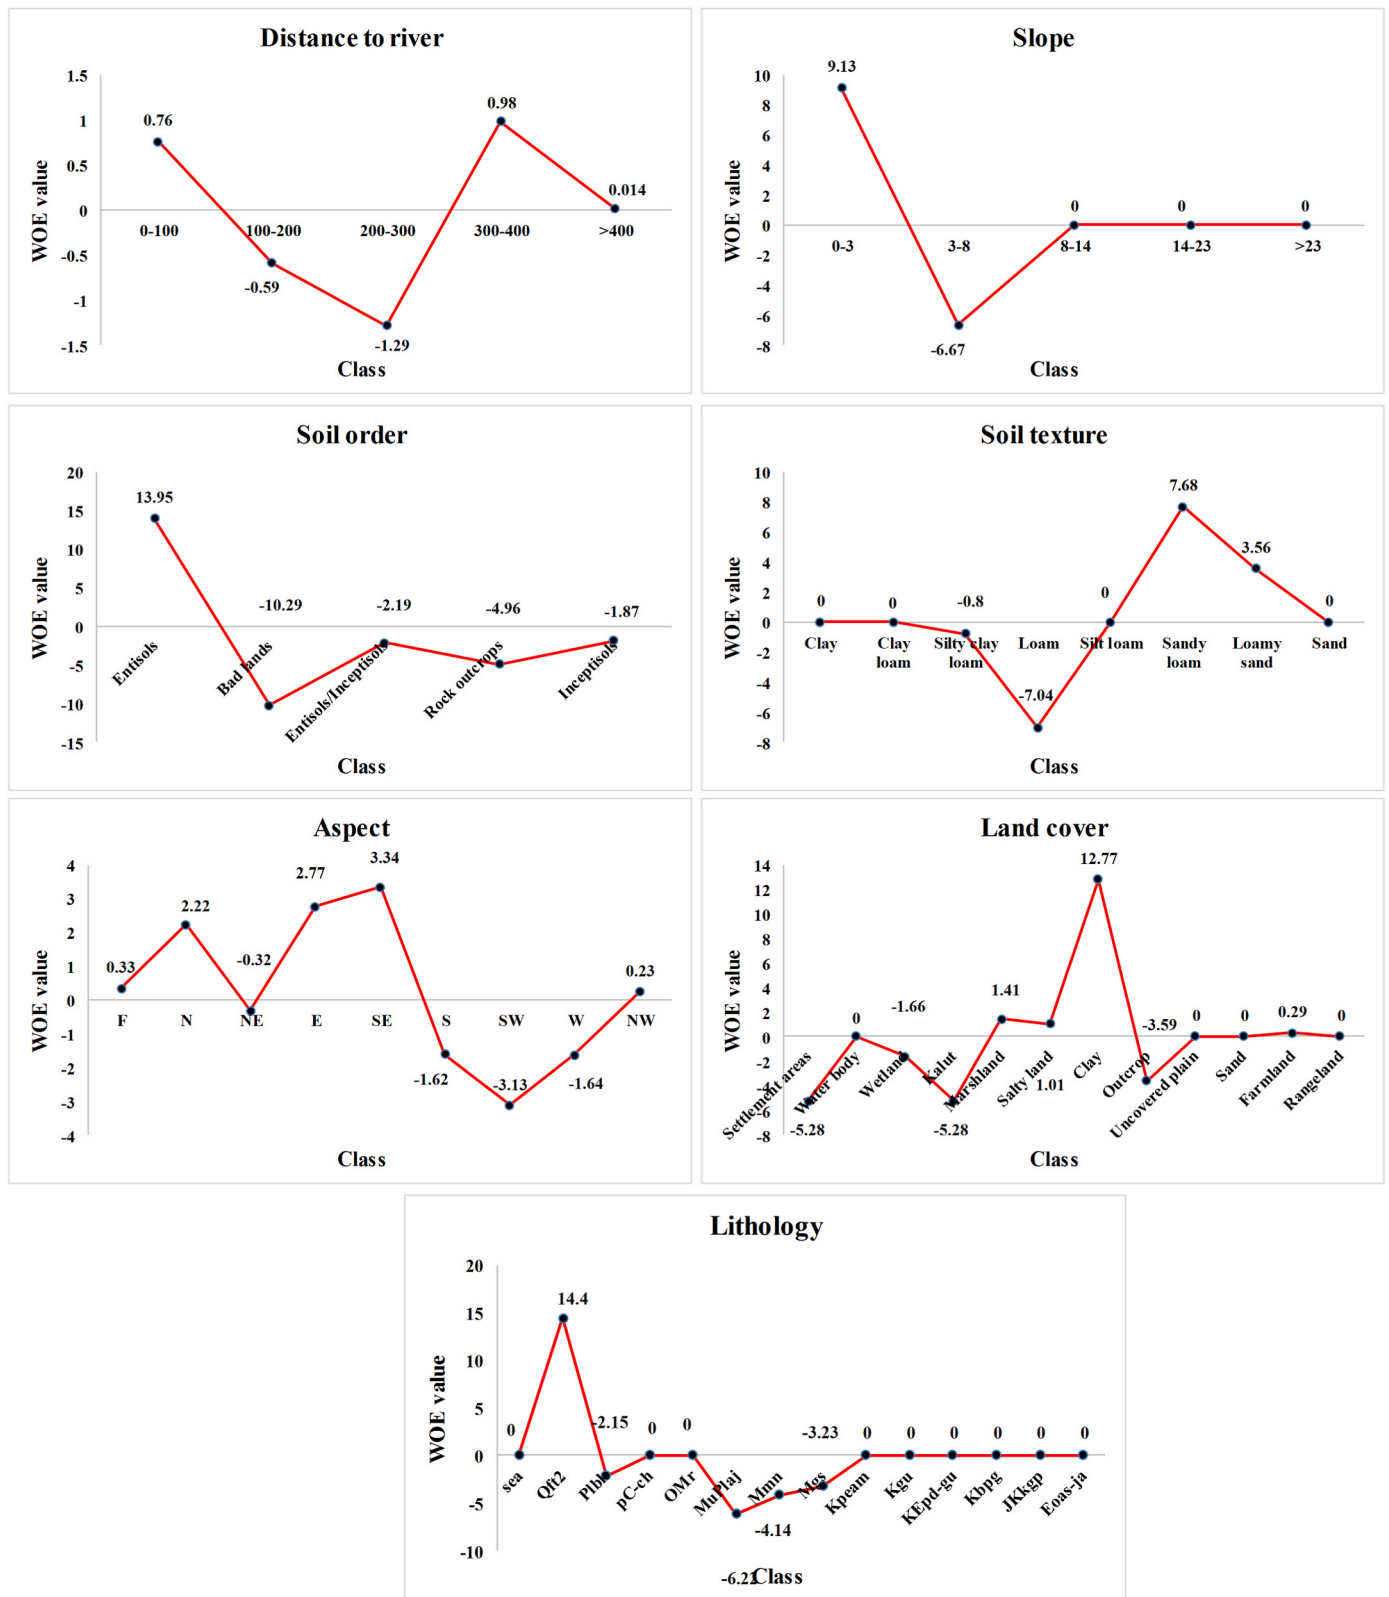 Distance to river
1.5
1
0.5
0
-0.5
-1
-1.5
WOE value
0.76
-0.59
-1.29
0.98
0.014
0-100
100-200
200-300
300-400
>400
Class
Slope
10
8
6
4
2
0
-2
-4
-6
-8
WOE value
9.13
-6.67
0
0
0
0-3
3-8
8-14
14-23
>23
Class
Soil order
20
15
10
5
0
-5
-10
-15
WOE value
13.95
-10.29
-2.19
-4.96
-1.87
Entisols
Bad lands
Entisols/Inceptisols
Rock outcrops
Inceptisols
Class
Soil texture
10
8
6
4
2
0
-2
-4
-6
-8
WOE value
0
0
-0.8
-7.04
0
7.68
3.56
0
Clay
Clay
loam
Silty clay
loam
Loam
Silt loam
Sandy
loam
Loamy
sand
Sand
Class
Aspect
4
3
2
1
0
-1
-2
-3
-4
WOE value
0.33
2.22
-0.32
2.77
3.34
-1.62
-3.13
-1.64
0.23
F
N
NE
E
SE
S
SW
W
NW
Class
Land cover
14
12
10
8
6
4
2
0
-2
-4
-6
-8
WOE value
-5.28
0
-1.66
-5.28
1.41
1.01
12.77
-3.59
0
0
0.29
0
Settlement areas
Water body
Wetland
Kalut
Marshland
Salty land
Clay
Outcrop
Uncovered plain
Sand
Farmland
Rangeland
Class
Lithology
20
15
10
5
0
-5
-10
WOE value
0
14.4
-2.15
0
0
-6.22
-4.14
-3.23
0
0
0
0
0
0
sea
Qft2
Plbk
pC-ch
OMr
MuPlaj
Mmn
Mgs
Kpeam
Kgu
KEpd-gu
Kbpg
JKkgp
Eoas-ja
Class